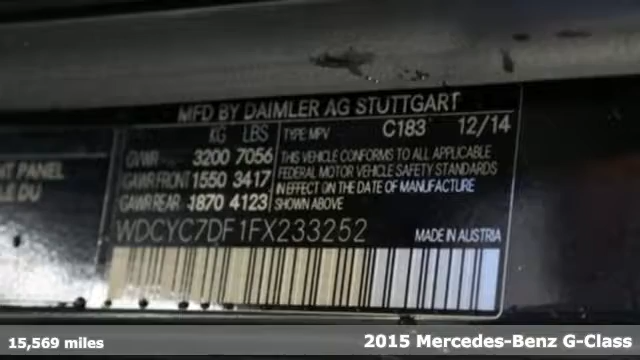 MFD BY DAIMLER AG STUTTGART
KG LBS
GVWR 3200 7056
GAWR FRONT 1550 3417
GAWR REAR 1870 4123
TYPE MPV C183 12/14
THIS VEHICLE CONFORMS TO ALL APPLICABLE
FEDERAL MOTOR VEHICLE SAFETY STANDARDS
IN EFFECT ON THE DATE OF MANUFACTURE
SHOWN ABOVE
WDCYC7DF1FX233252 MADE IN AUSTRIA
PANEL
DU
15,569 miles
2015 Mercedes-Benz G-Class